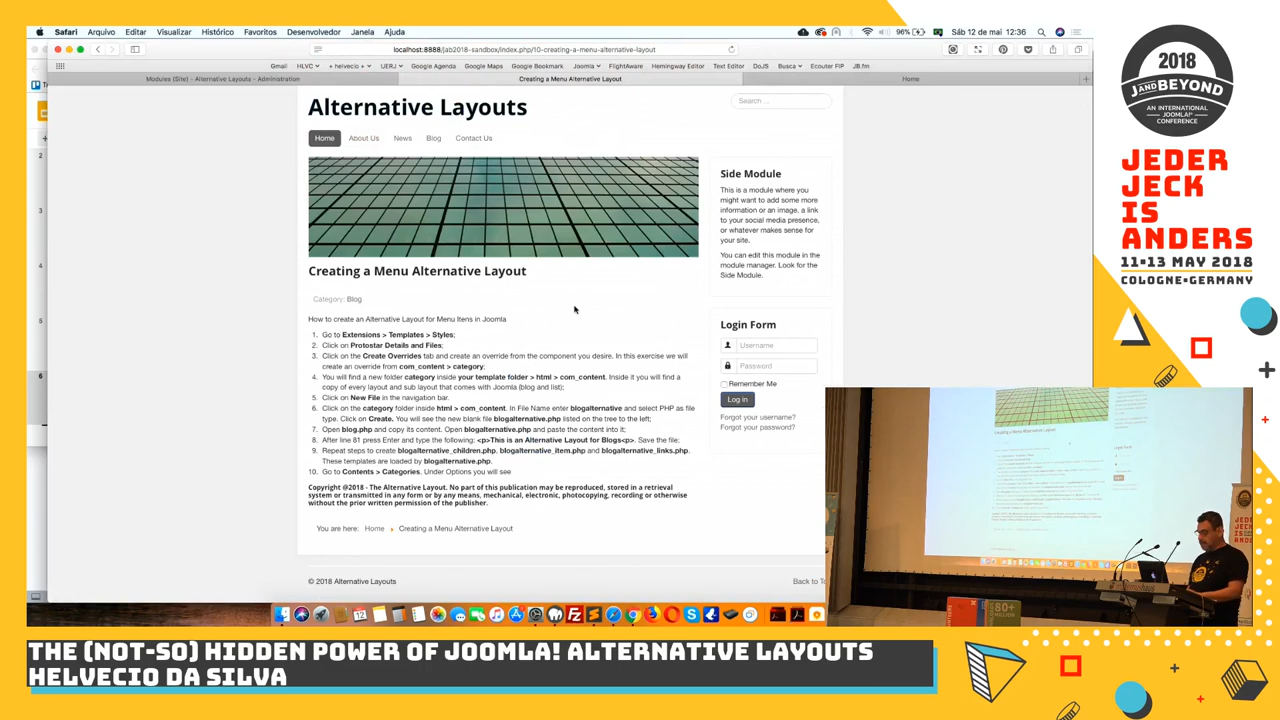 Safari Arquivo Editar Visualizar Histórico Favoritos Desenvolvedor Janela Ajuda
96% Sáb 12 de mai 12:36
localhost:8888/jab2018-sandbox/index.php/10-creating-a-menu-alternative-layout
Gmail HLVC + helvecio + UERJ Google Agenda Google Maps Google Bookmark Joomla FlightAware Hemingway Editor Text Editor DoJS Busca Ecouter FIP JB.fm
Modules (Site) – Alternative Layouts - Administration
Creating a Menu Alternative Layout
Home
2
3
4
5
6
Alternative Layouts
Search ...
Home About Us News Blog Contact Us
Creating a Menu Alternative Layout
Category: Blog
How to create an Alternative Layout for Menu Itens in Joomla
1. Go to Extensions > Templates > Styles;
2. Click on Protostar Details and Files;
3. Click on the Create Overrides tab and create an override from the component you desire. In this exercise we will
create an override from com_content > category;
4. You will find a new folder category inside your template folder > html > com_content. Inside it you will find a
copy of every layout and sub layout that comes with Joomla (blog and list);
5. Click on New File in the navigation bar.
6. Click on the category folder inside html > com_content. In File Name enter blogalternative and select PHP as file
type. Click on Create. You will see the new blank file blogalternative.php listed on the tree to the left;
7. Open blog.php and copy its content. Open blogalternative.php and paste the content into it;
8. After line 81 press Enter and type the following: <p>This is an Alternative Layout for Blogs<p>. Save the file;
9. Repeat steps to create blogalternative_children.php, blogalternative_item.php and blogalternative_links.php.
These templates are loaded by blogalternative.php.
10. Go to Contents > Categories. Under Options you will see
Copyright @2018 - The Alternative Layout. No part of this publication may be reproduced, stored in a retrieval
system or transmitted in any form or by any means, mechanical, electronic, photocopying, recording or otherwise
without the prior written permission of the publisher.
You are here: Home Creating a Menu Alternative Layout
© 2018 Alternative Layouts
Back to To
Side Module
This is a module where you
might want to add some more
information or an image, a link
to your social media presence,
or whatever makes sense for
your site.
You can edit this module in the
module manager. Look for the
Side Module.
Login Form
Username
Password
Remember Me
Log in
Forgot your username?
Forgot your password?
2018
J AND BEYOND
AN INTERNATIONAL
JOOMLA!
CONFERENCE
JEDER
JECK
IS
ANDERS
11-13 MAY 2018
COLOGNE•GERMANY
80+
MILLION
THE (NOT-SO) HIDDEN POWER OF JOOMLA! ALTERNATIVE LAYOUTS
HELVECIO DA SILVA